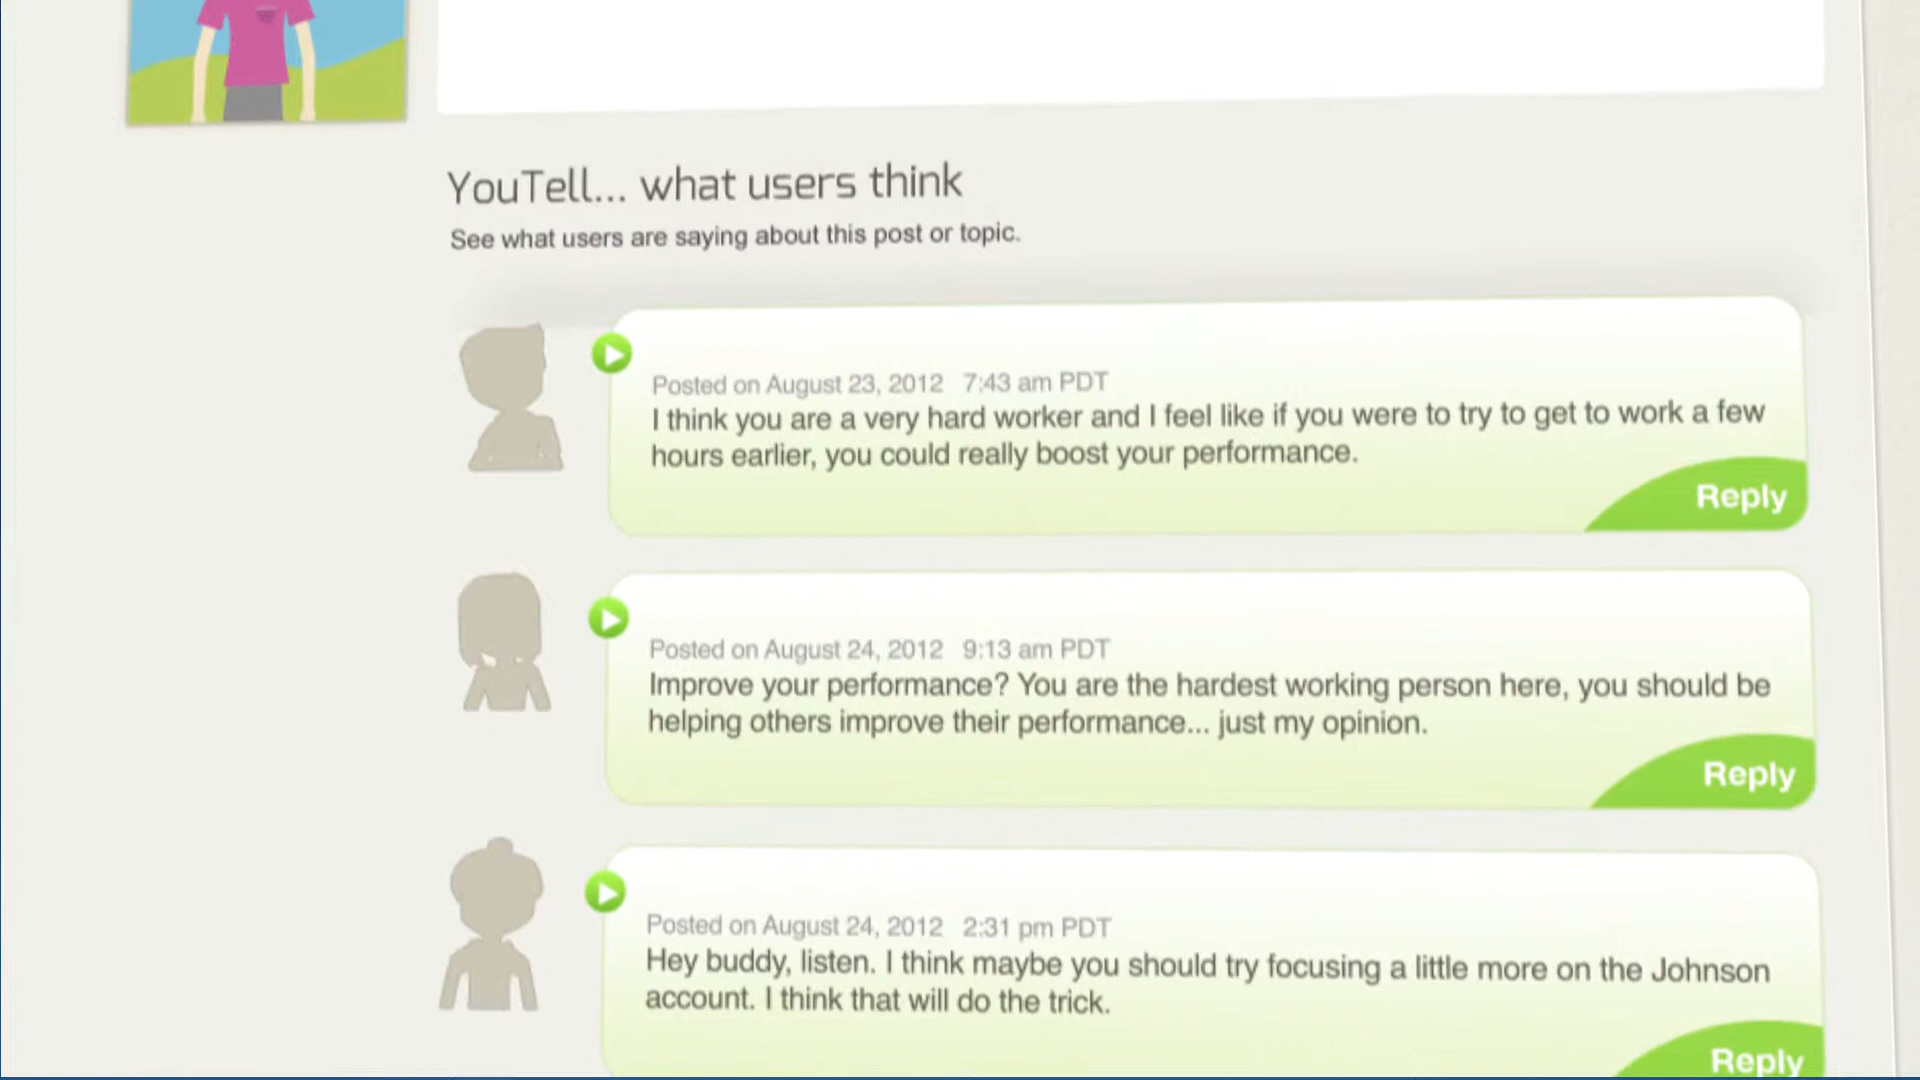 YouTell... what users think
See what users are saying about this post or topic.
Posted on August 23, 2012 7:43 am PDT
I think you are a very hard worker and I feel like if you were to try to get to work a few
hours earlier, you could really boost your performance.
Reply
Posted on August 24, 2012 9:13 am PDT
Improve your performance? You are the hardest working person here, you should be
helping others improve their performance... just my opinion.
Reply
Posted on August 24, 2012 2:31 pm PDT
Hey buddy, listen. I think maybe you should try focusing a little more on the Johnson
account. I think that will do the trick.
Reply